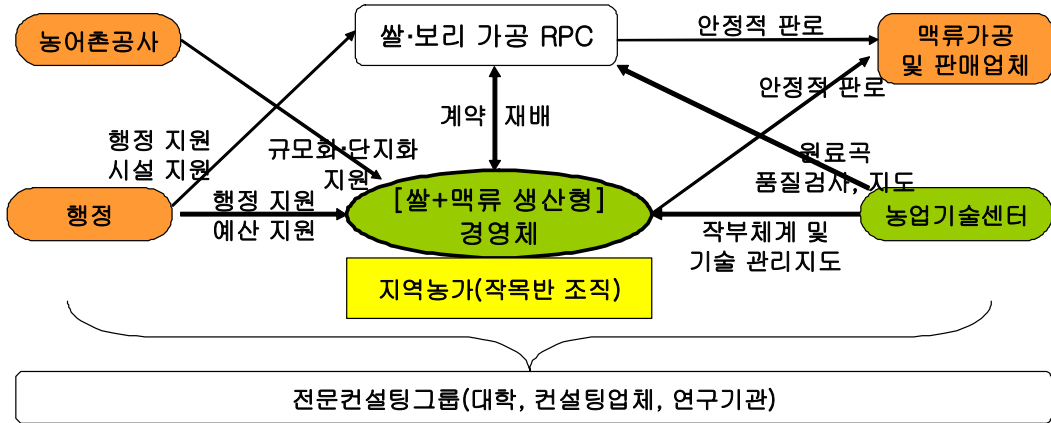 농어촌공사
쌀·보리 가공 RPC
안정적 판로
맥류가공
및 판매업체
안정적 판로
계약 재배
행정 지원
시설 지원
규모화·단지화
지원
원료곡
품질검사, 지도
행정
행정 지원
예산 지원
[쌀+맥류 생산형]
경영체
농업기술센터
작부체계 및
기술 관리지도
지역농가(작목반 조직)
전문컨설팅그룹(대학, 컨설팅업체, 연구기관)